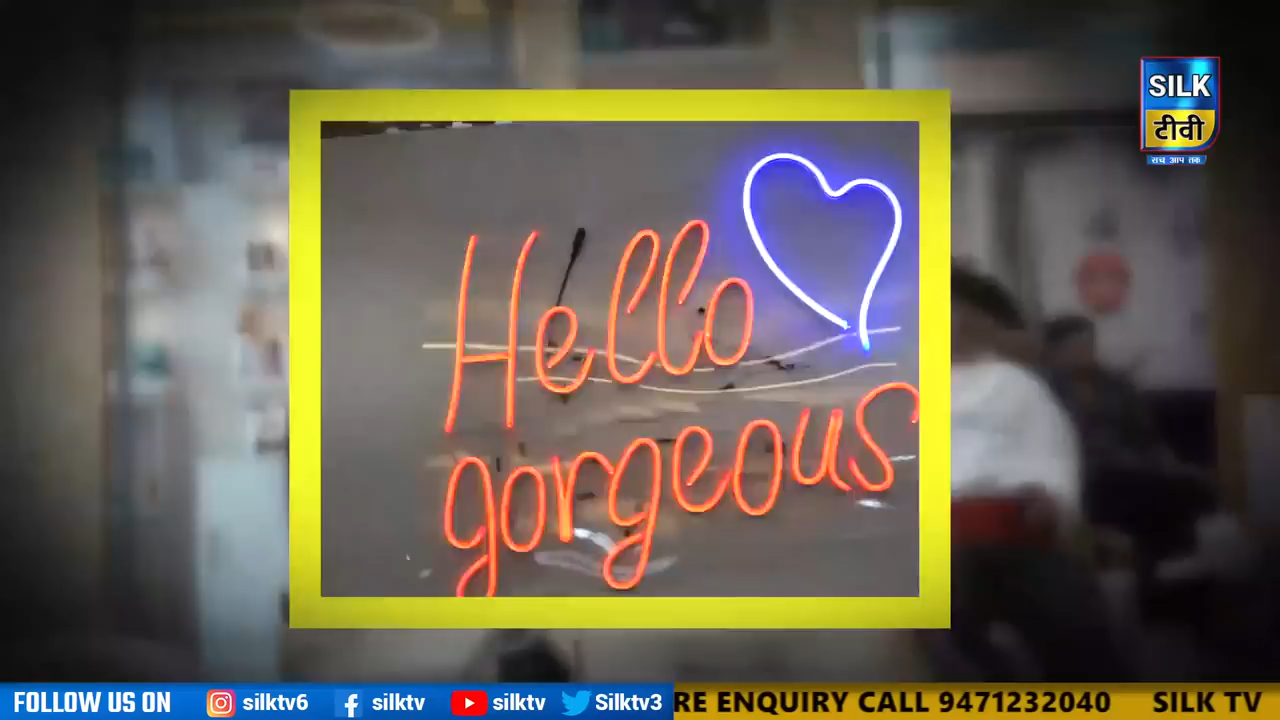 SILK
टीवी
सच आप तक
Hello
gorgeous
FOLLOW US ON silktv6 silktv silktv Silktv3 RE ENQUIRY CALL 9471232040 SILK TV